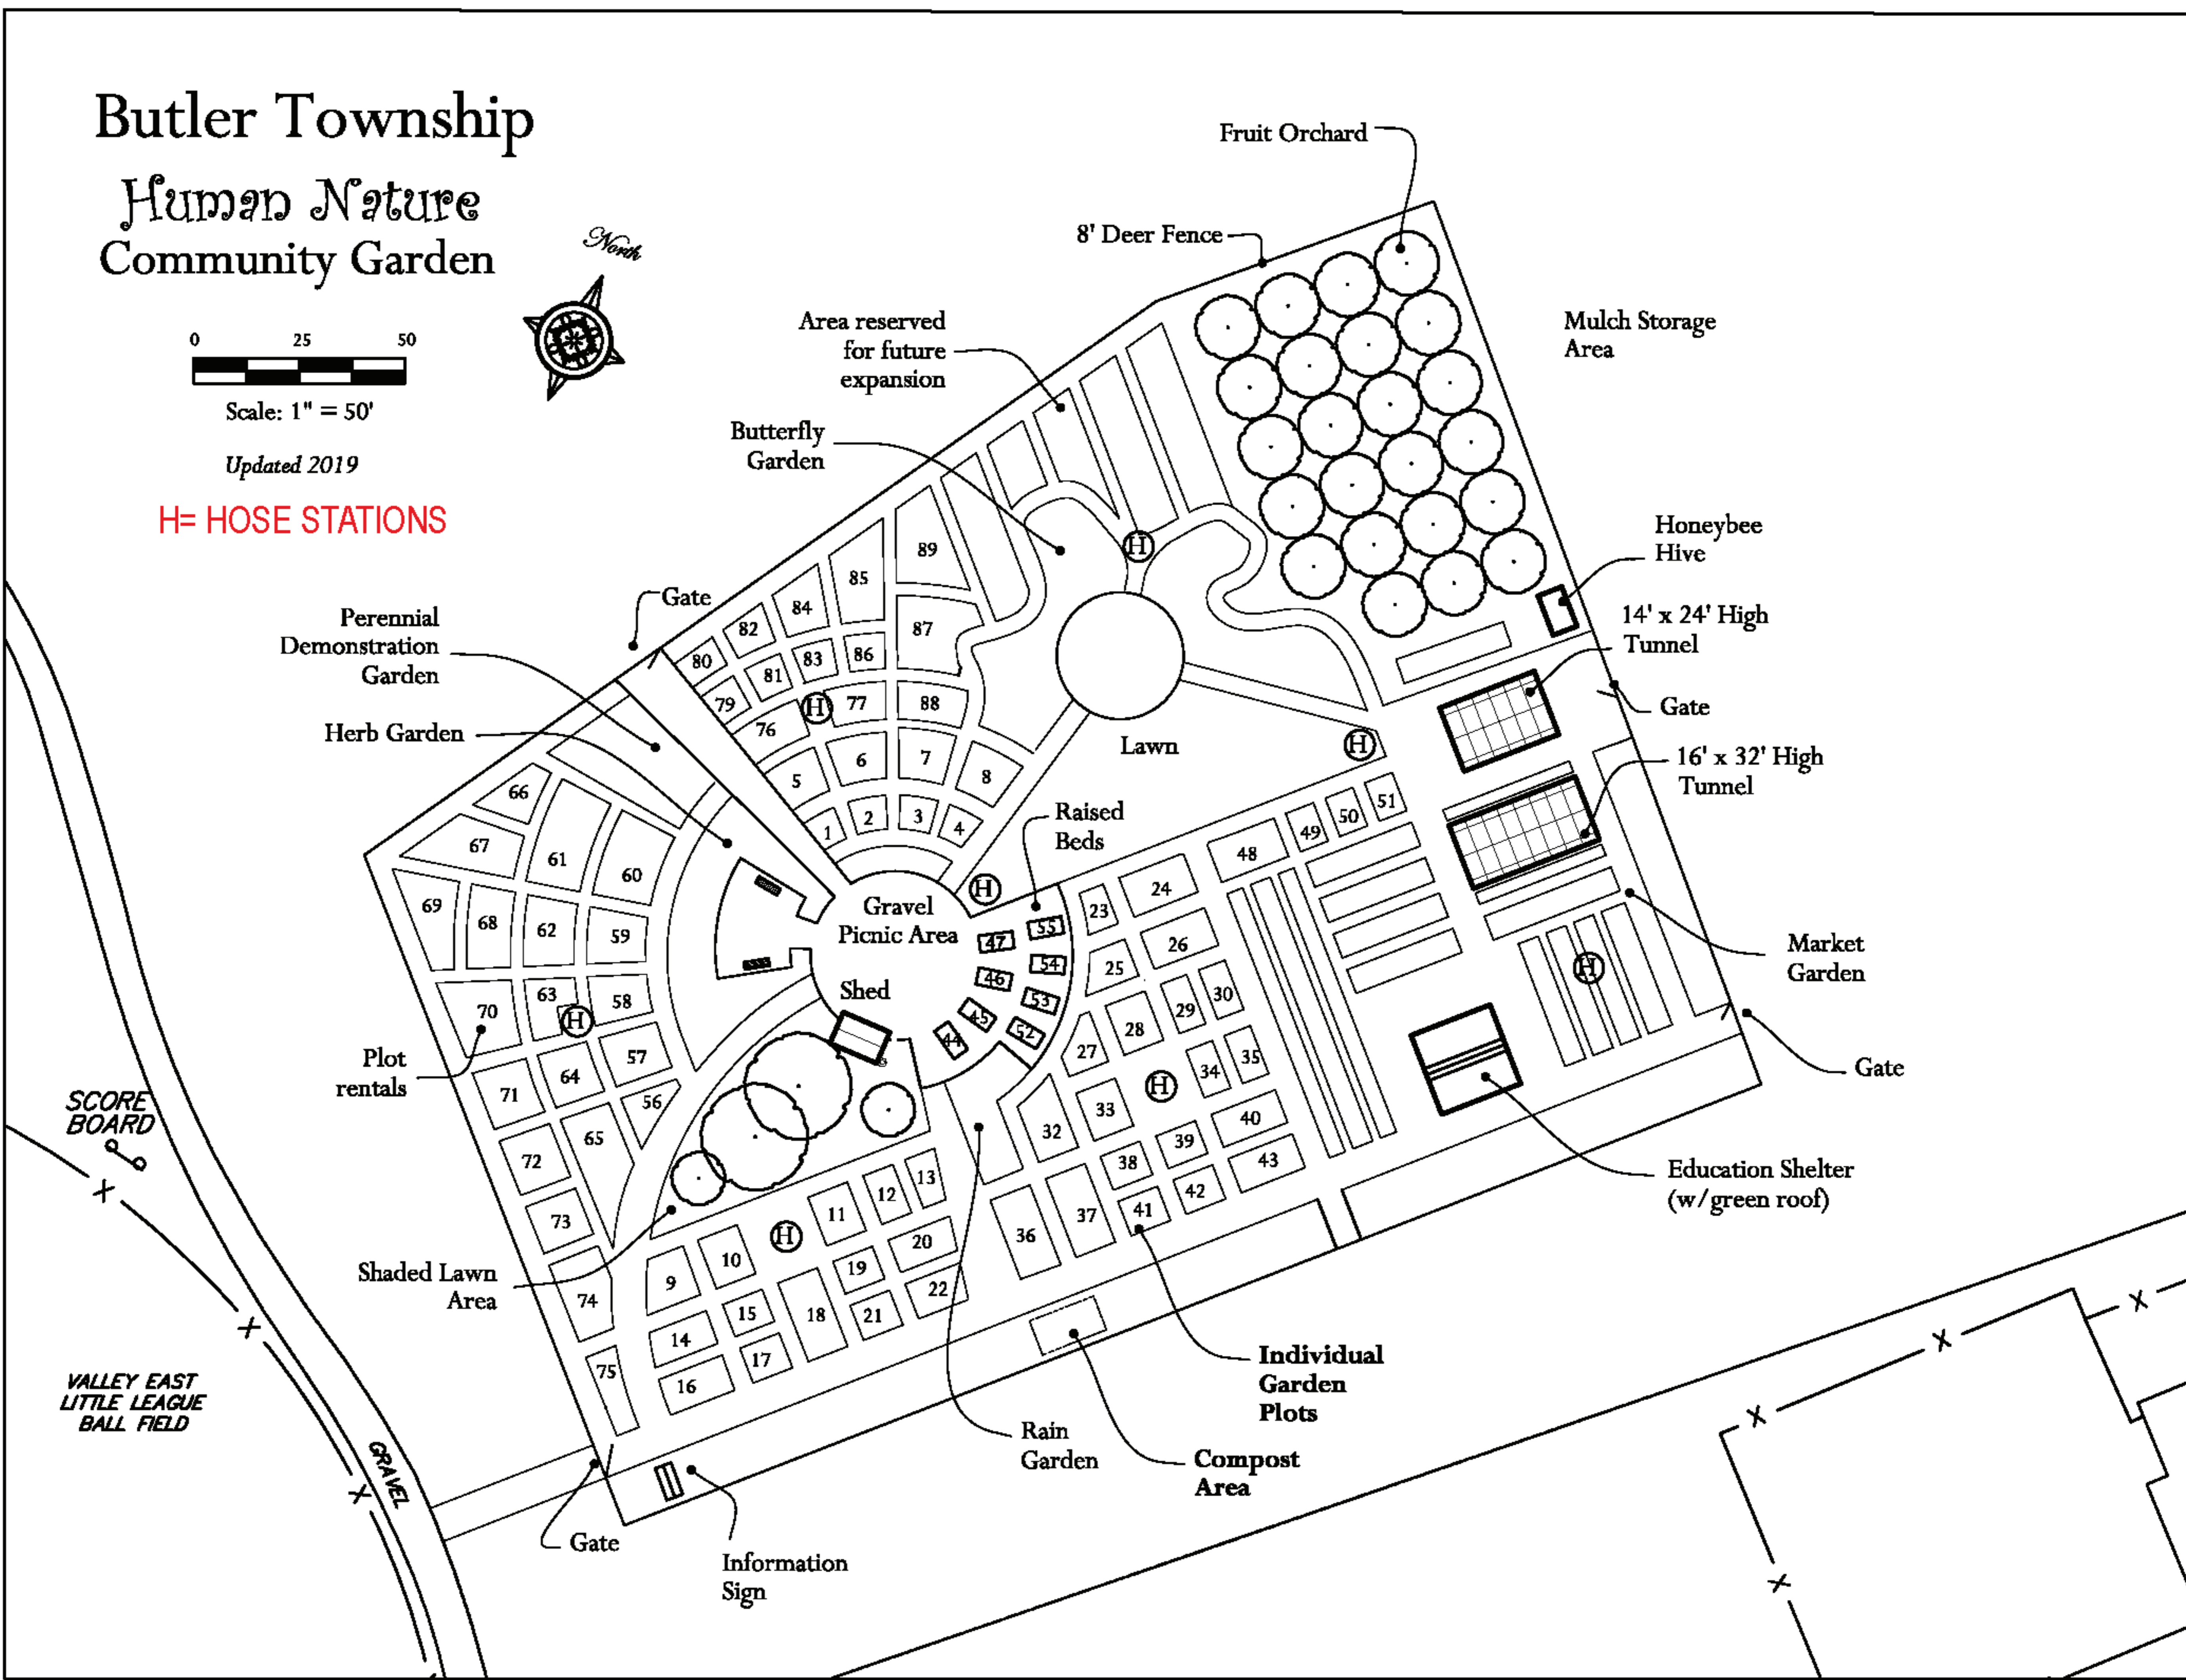 Butler Township
Human Nature
Community Garden
North
0 25 50
Scale: 1" = 50'
Updated 2019
H= HOSE STATIONS
Fruit Orchard
8' Deer Fence
Area reserved
for future
expansion
Butterfly
Garden
Mulch Storage
Area
Honeybee
Hive
14' x 24' High
Tunnel
Gate
16' x 32' High
Tunnel
Gate
Perennial
Demonstration
Garden
Herb Garden
Lawn
Raised
Beds
Gravel
Picnic Area
Shed
Market
Garden
Gate
Education Shelter
(w/green roof)
Plot
rentals
SCORE
BOARD
Shaded Lawn
Area
VALLEY EAST
LITTLE LEAGUE
BALL FIELD
GRAVEL
Individual
Garden
Plots
Rain
Garden
Compost
Area
Gate
Information
Sign
89
85
84
82
80
87
86
83
81
79
H
77
88
76
5
6
7
8
1
2
3
4
H
H
H
66
67
61
60
69
68
62
59
70
63
H
58
71
64
57
72
65
56
73
74
75
55
47
54
46
53
45
52
44
51
50
49
48
24
23
26
25
30
29
28
27
35
34
H
33
32
40
39
38
43
42
41
37
36
H
13
12
11
H
10
9
20
19
15
14
22
21
18
17
16